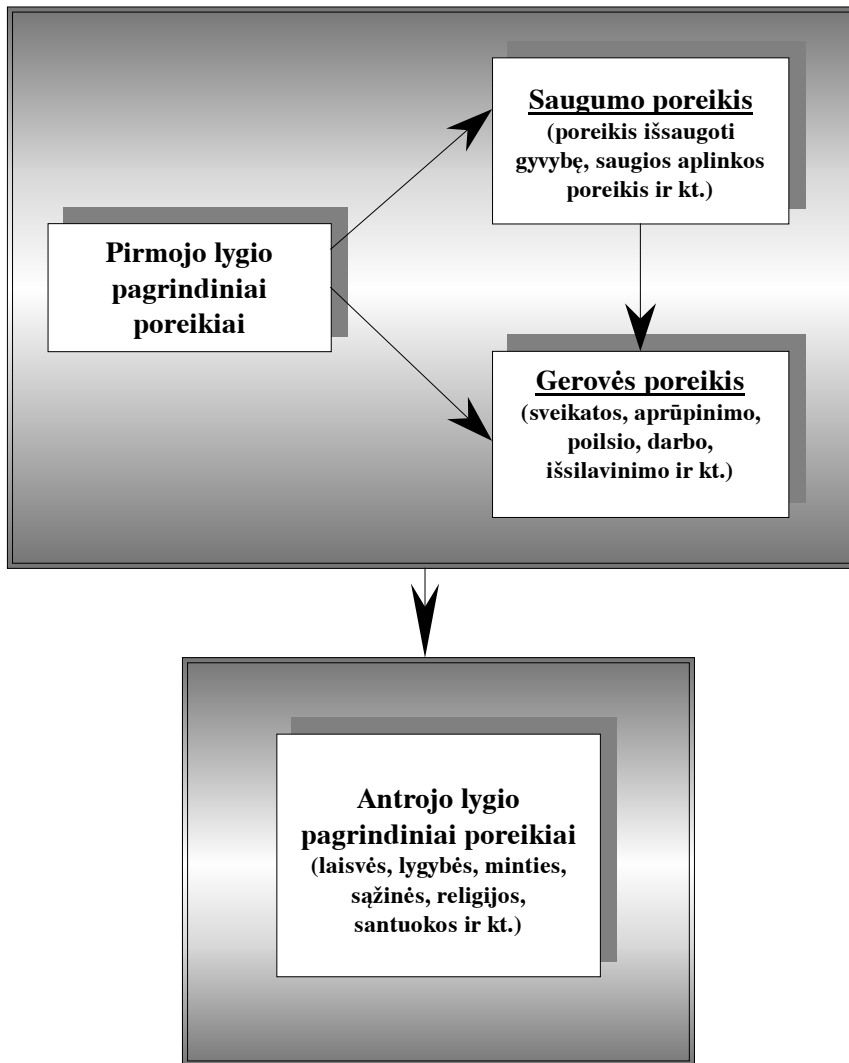 Saugumo poreikis
(poreikis išsaugoti
gyvybę, saugios aplinkos
poreikis ir kt.)
Pirmojo lygio
pagrindiniai
poreikiai
Gerovės poreikis
(sveikatos, aprūpinimo,
poilsio, darbo,
išsilavinimo ir kt.)
Antrojo lygio
pagrindiniai poreikiai
(laisvės, lygybės, minties,
sąžinės, religijos,
santuokos ir kt.)